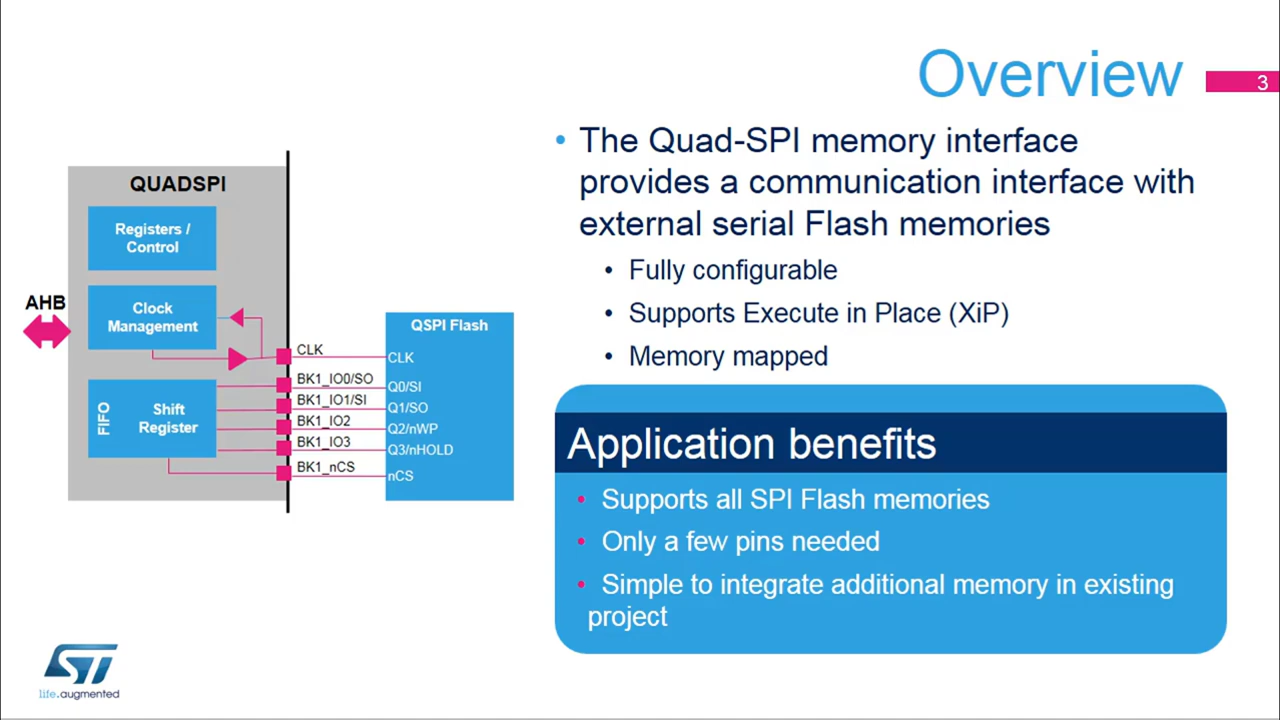 Overview
3
• The Quad-SPI memory interface
provides a communication interface with
external serial Flash memories
• Fully configurable
• Supports Execute in Place (XiP)
• Memory mapped
Application benefits
• Supports all SPI Flash memories
• Only a few pins needed
• Simple to integrate additional memory in existing
project
QUADSPI
Registers /
Control
AHB
Clock
Management
FIFO
Shift
Register
CLK
BK1_IO0/SO
BK1_IO1/SI
BK1_IO2
BK1_IO3
BK1_nCS
QSPI Flash
CLK
Q0/SI
Q1/SO
Q2/nWP
Q3/nHOLD
nCS
ST
life.augmented